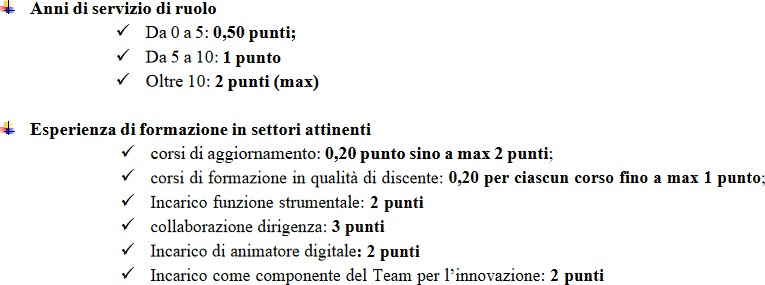 Anni di servizio di ruolo
✓ Da 0 a 5: 0,50 punti;
✓ Da 5 a 10: 1 punto
✓ Oltre 10: 2 punti (max)
Esperienza di formazione in settori attinenti
✓ corsi di aggiornamento: 0,20 punto sino a max 2 punti;
✓ corsi di formazione in qualità di discente: 0,20 per ciascun corso fino a max 1 punto;
✓ Incarico funzione strumentale: 2 punti
✓ collaborazione dirigenza: 3 punti
✓ Incarico di animatore digitale: 2 punti
✓ Incarico come componente del Team per l’innovazione: 2 punti